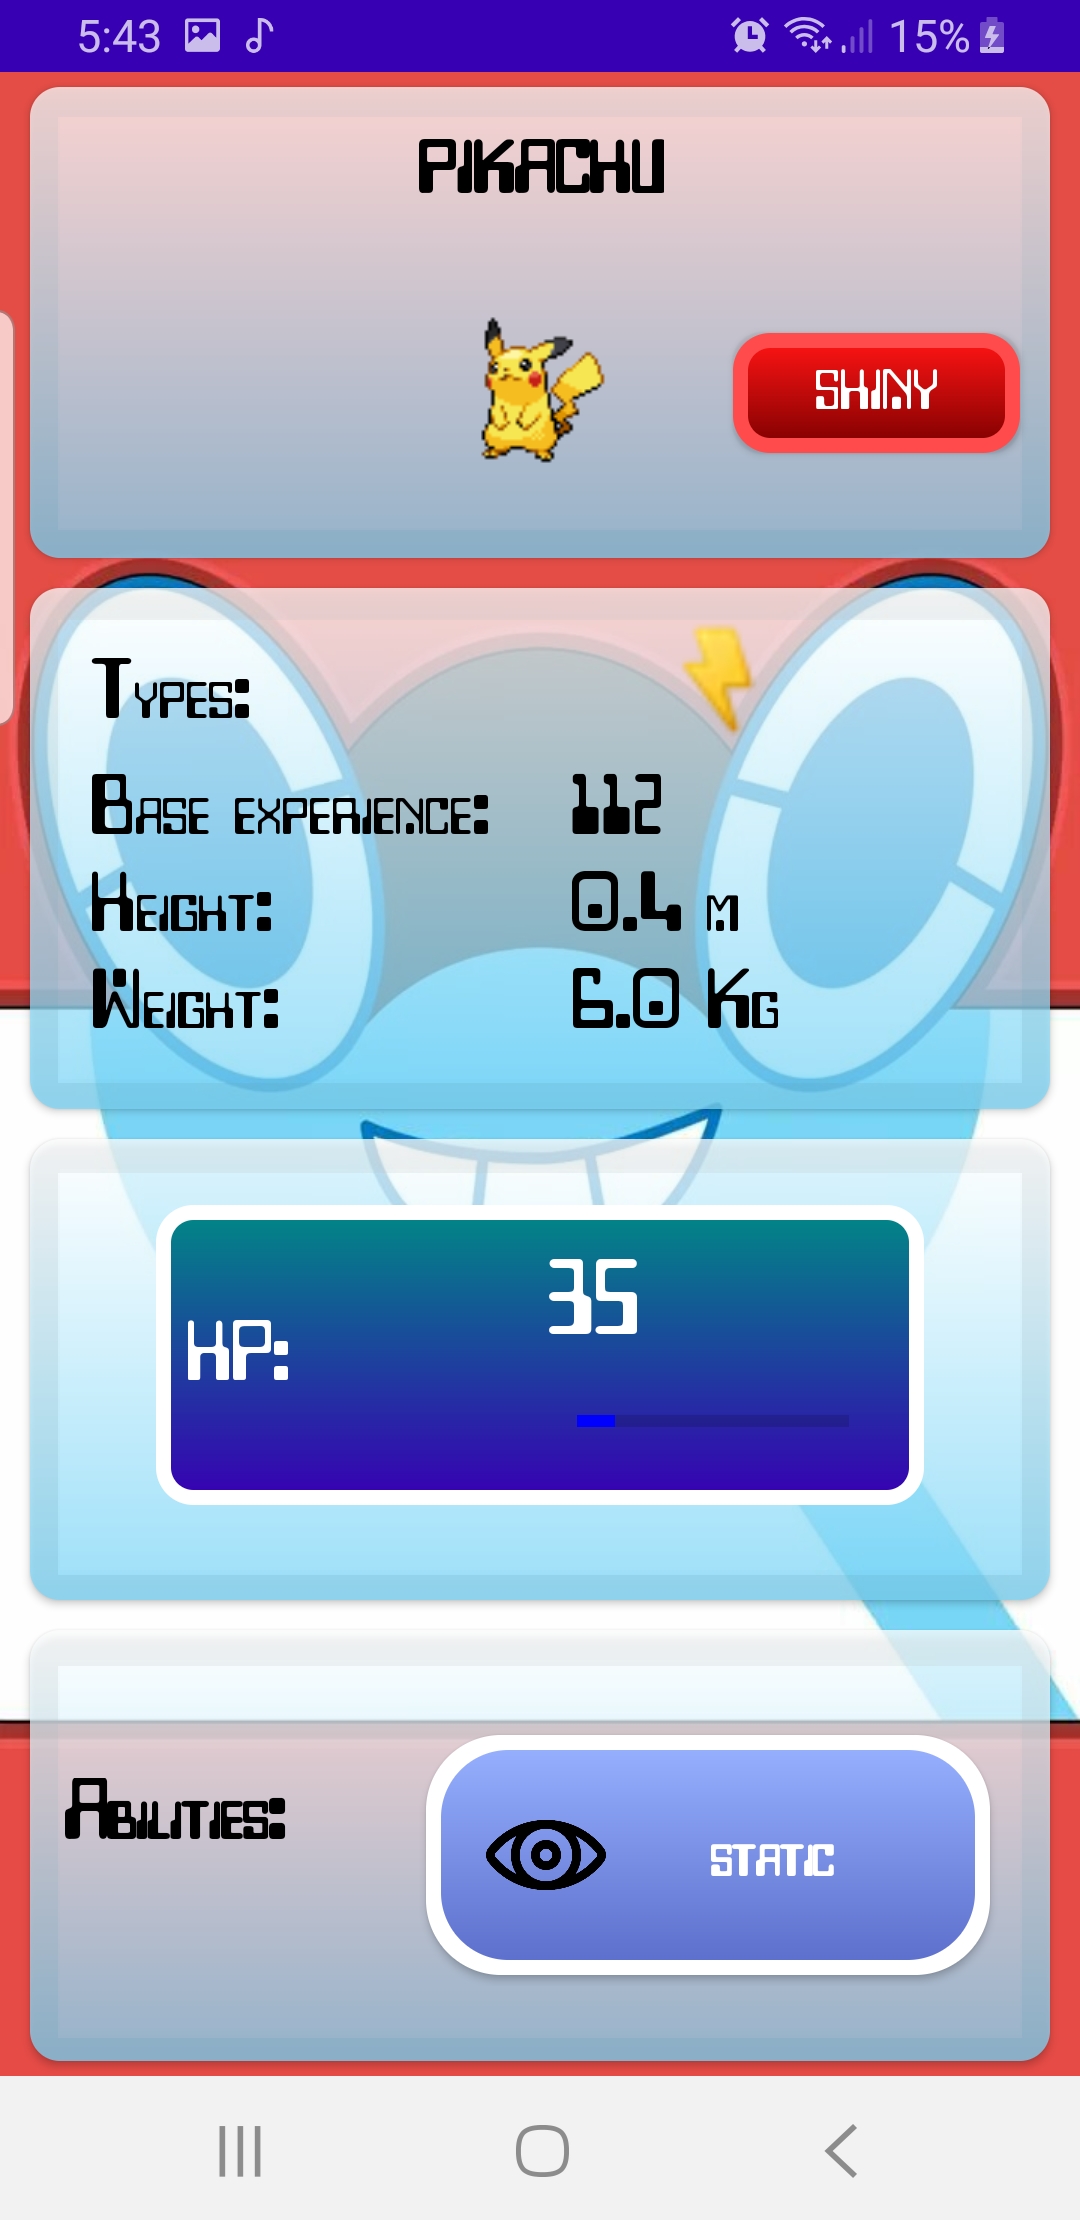 5:43 15%
PIKACHU
SHINY
Types:
Base experience: 112
Height: 0.4 m
Weight: 6.0 Kg
35
HP:
Abilities:
STATIC